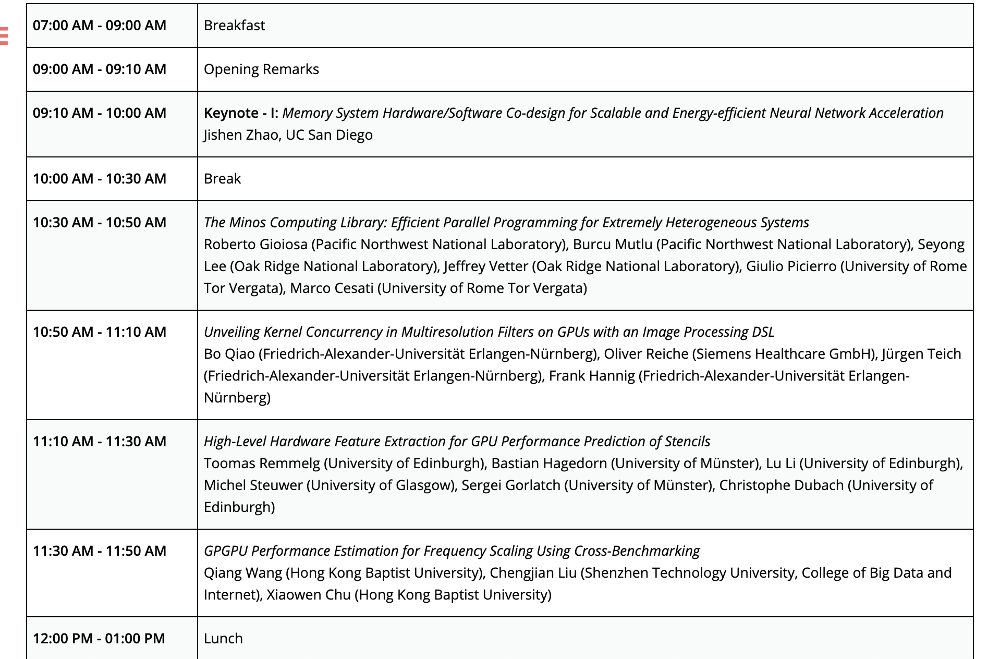 07:00 AM - 09:00 AM
Breakfast
09:00 AM - 09:10 AM
Opening Remarks
09:10 AM - 10:00 AM
Keynote - I: Memory System Hardware/Software Co-design for Scalable and Energy-efficient Neural Network Acceleration
Jishen Zhao, UC San Diego
10:00 AM - 10:30 AM
Break
10:30 AM - 10:50 AM
The Minos Computing Library: Efficient Parallel Programming for Extremely Heterogeneous Systems
Roberto Gioiosa (Pacific Northwest National Laboratory), Burcu Mutlu (Pacific Northwest National Laboratory), Seyong
Lee (Oak Ridge National Laboratory), Jeffrey Vetter (Oak Ridge National Laboratory), Giulio Picierro (University of Rome
Tor Vergata), Marco Cesati (University of Rome Tor Vergata)
10:50 AM - 11:10 AM
Unveiling Kernel Concurrency in Multiresolution Filters on GPUs with an Image Processing DSL
Bo Qiao (Friedrich-Alexander-Universität Erlangen-Nürnberg), Oliver Reiche (Siemens Healthcare GmbH), Jürgen Teich
(Friedrich-Alexander-Universität Erlangen-Nürnberg), Frank Hannig (Friedrich-Alexander-Universität Erlangen-
Nürnberg)
11:10 AM - 11:30 AM
High-Level Hardware Feature Extraction for GPU Performance Prediction of Stencils
Toomas Remmelg (University of Edinburgh), Bastian Hagedorn (University of Münster), Lu Li (University of Edinburgh),
Michel Steuwer (University of Glasgow), Sergei Gorlatch (University of Münster), Christophe Dubach (University of
Edinburgh)
11:30 AM - 11:50 AM
GPGPU Performance Estimation for Frequency Scaling Using Cross-Benchmarking
Qiang Wang (Hong Kong Baptist University), Chengjian Liu (Shenzhen Technology University, College of Big Data and
Internet), Xiaowen Chu (Hong Kong Baptist University)
12:00 PM - 01:00 PM
Lunch